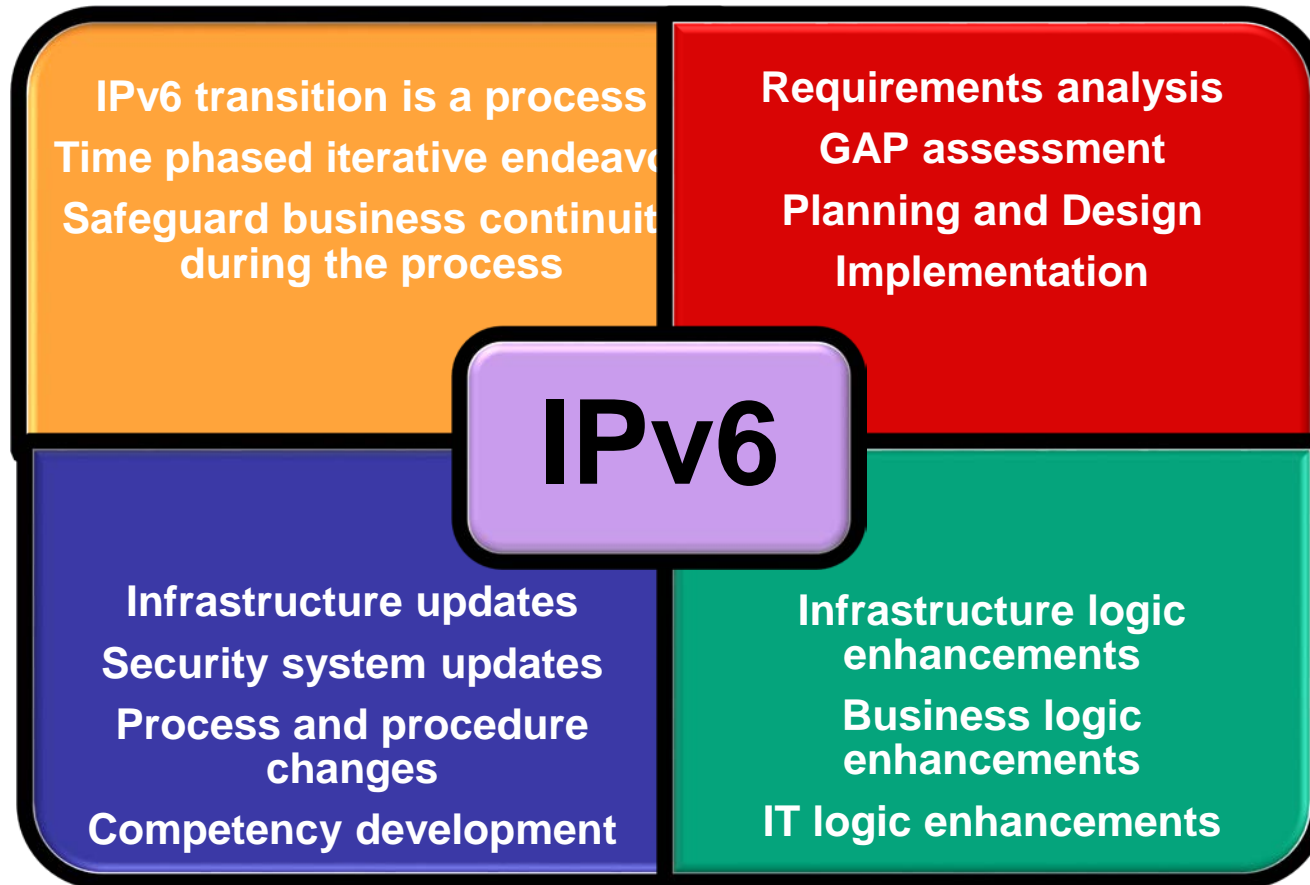 IPv6 transition is a process
Time phased iterative endeavo
Safeguard business continuit
during the process
Requirements analysis
GAP assessment
Planning and Design
Implementation
IPv6
Infrastructure updates
Security system updates
Process and procedure
changes
Competency development
Infrastructure logic
enhancements
Business logic
enhancements
IT logic enhancements